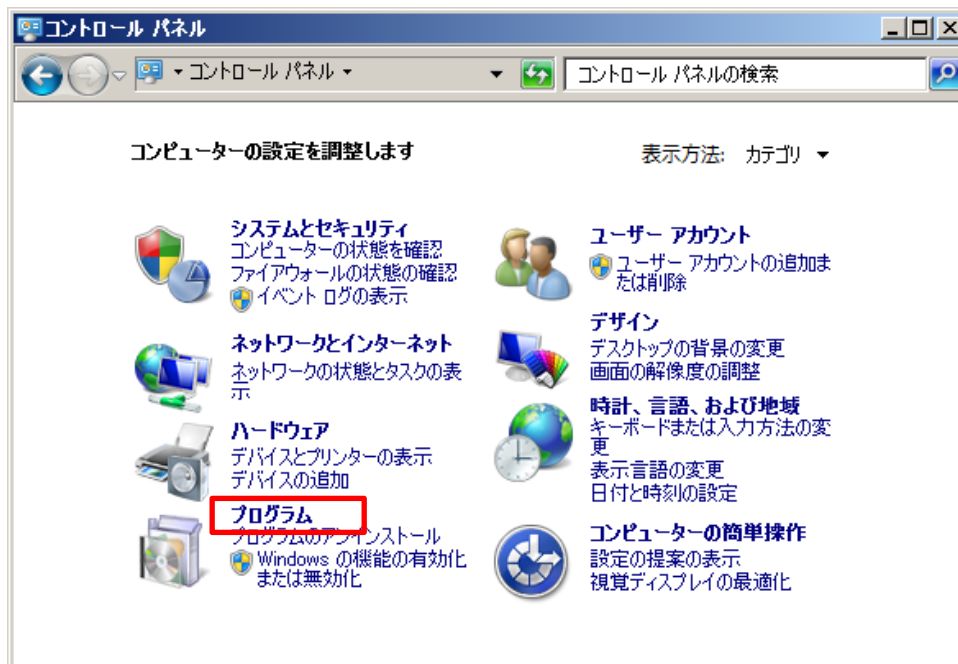 コントロール パネル
コントロール パネル
コントロール パネルの検索
コンピューターの設定を調整します
表示方法: カテゴリ
システムとセキュリティ
コンピューターの状態を確認
ファイアウォールの状態の確認
イベント ログの表示
ネットワークとインターネット
ネットワークの状態とタスクの表
示
ハードウェア
デバイスとプリンターの表示
デバイスの追加
プログラム
プログラムのアンインストール
Windows の機能の有効化
または無効化
ユーザー アカウント
ユーザー アカウントの追加ま
たは削除
デザイン
デスクトップの背景の変更
画面の解像度の調整
時計、言語、および地域
キーボードまたは入力方法の変
更
表示言語の変更
日付と時刻の設定
コンピューターの簡単操作
設定の提案の表示
視覚ディスプレイの最適化